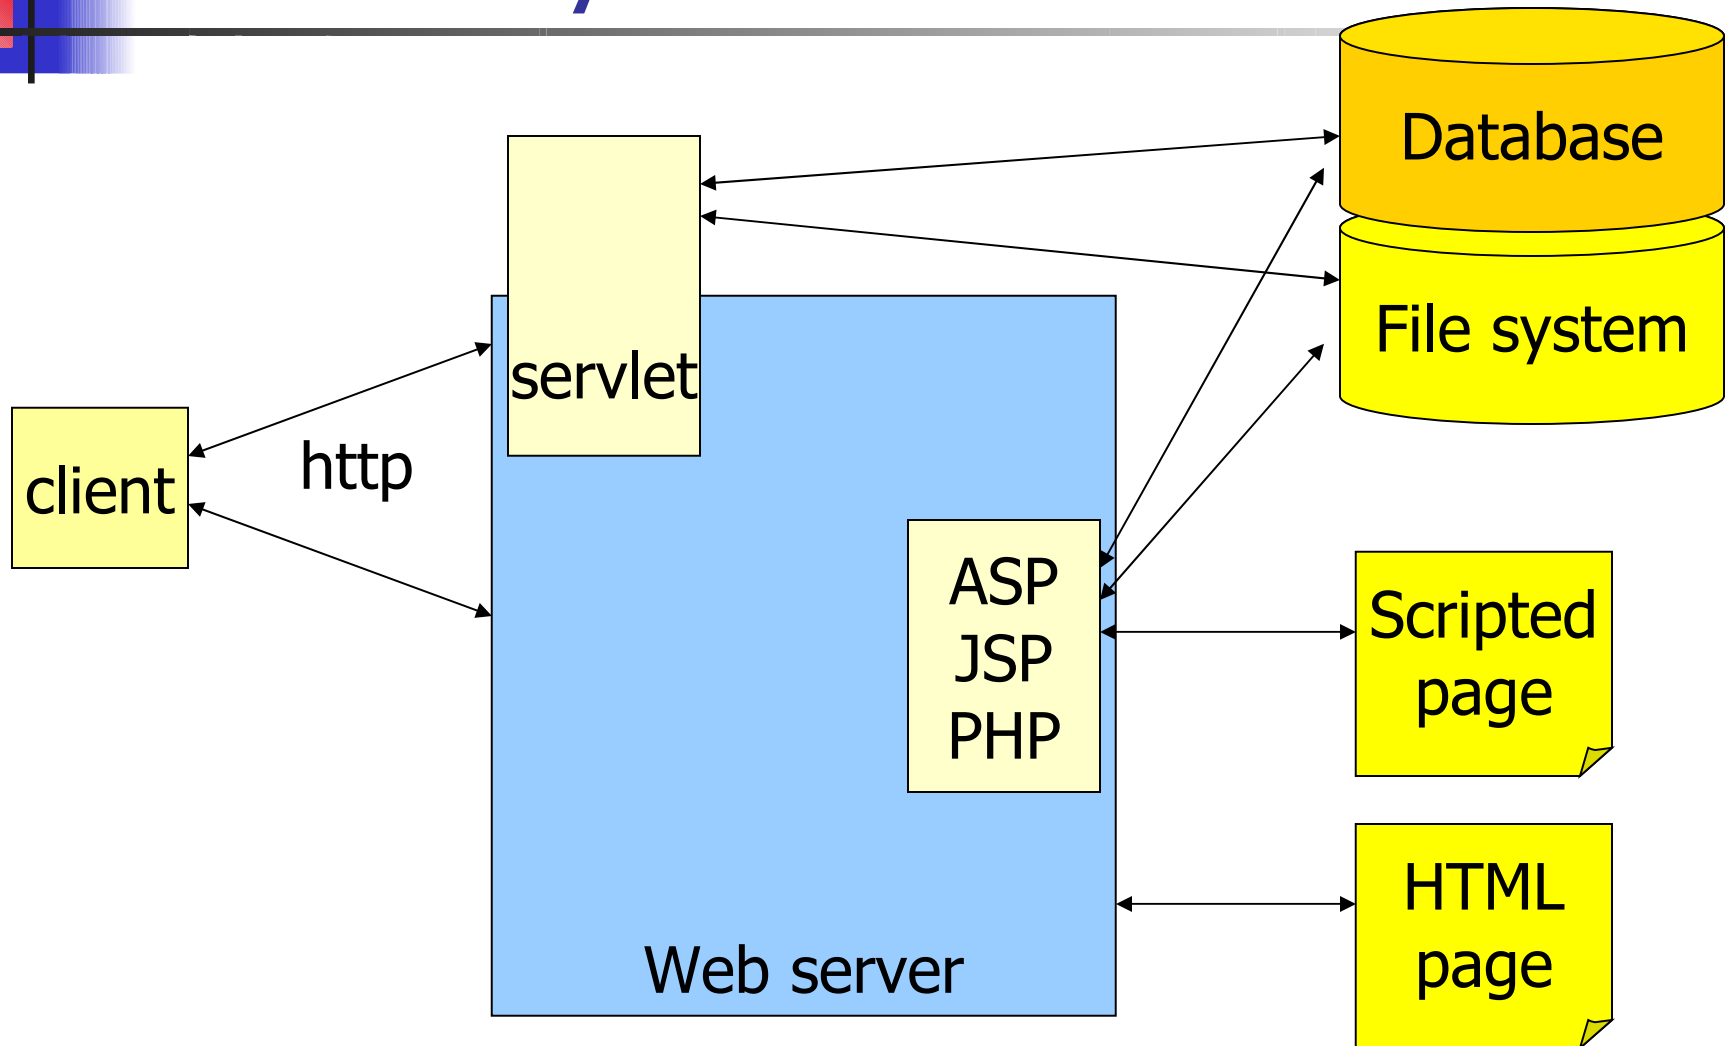 Database
File system
servlet
http
client
ASP
JSP
PHP
Scripted
page
HTML
page
Web server